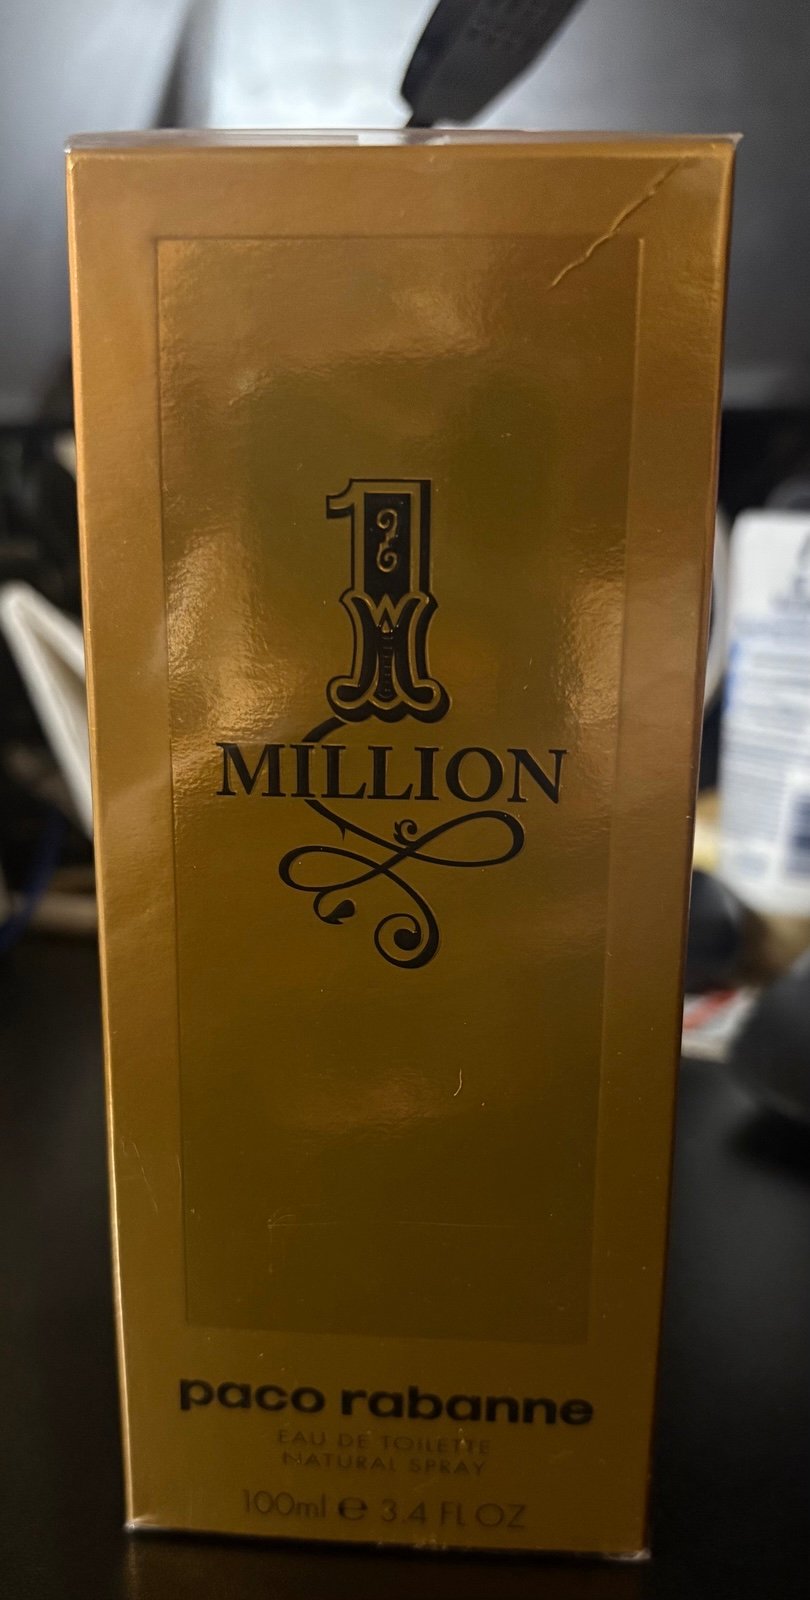 1
MILLION
paco rabanne
EAU DE TOILETTE
NATURAL SPRAY
100ml e 3.4 FL OZ